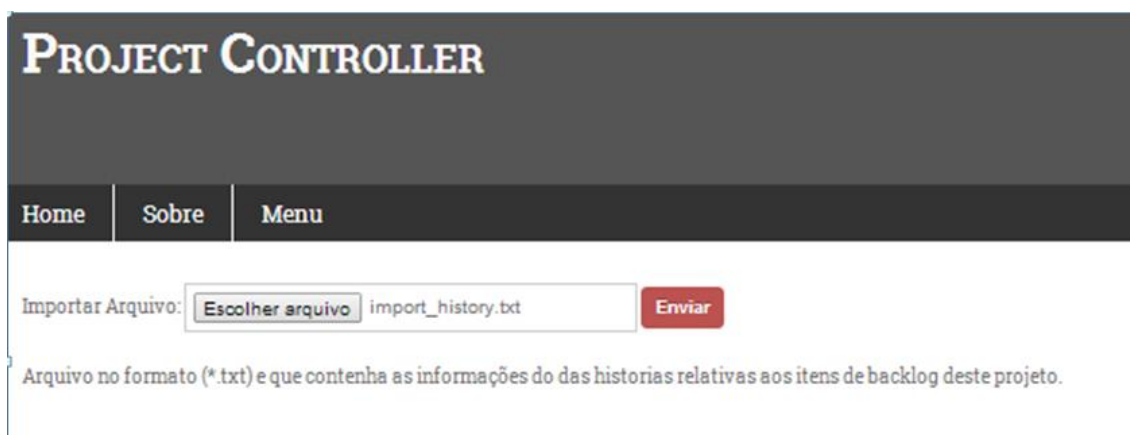 PROJECT CONTROLLER
Home Sobre Menu
Importar Arquivo: Escolher arquivo import_history.txt Enviar
Arquivo no formato (*.txt) e que contenha as informações do das historias relativas aos itens de backlog deste projeto.